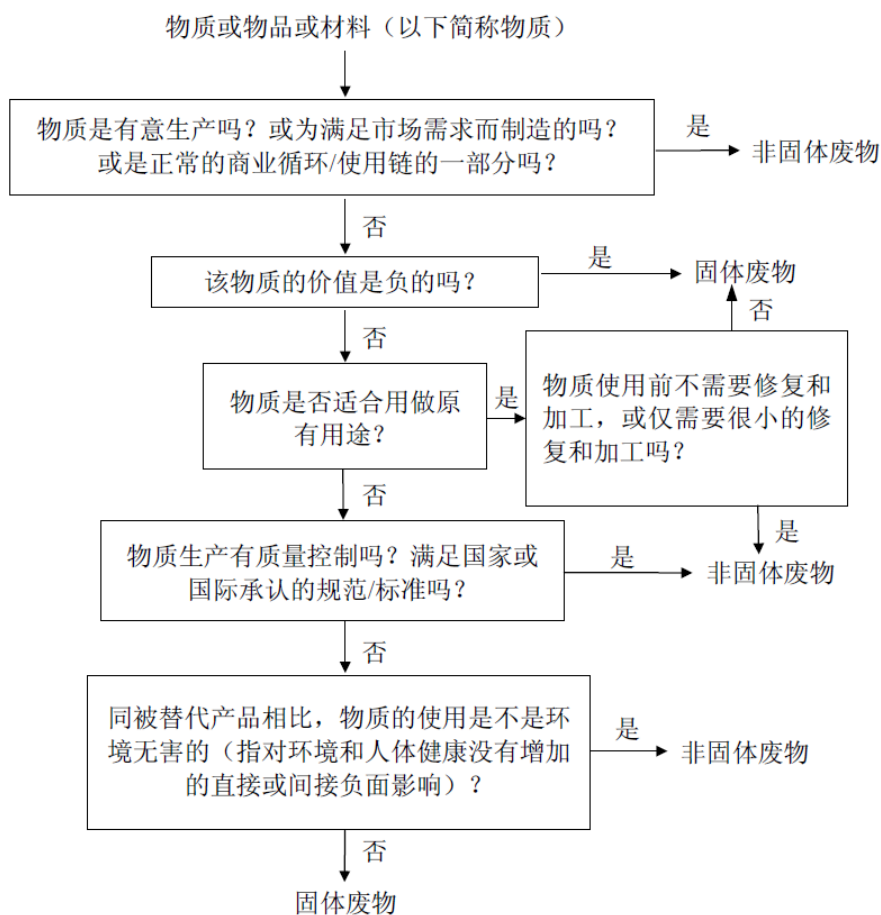 物质或物品或材料（以下简称物质）
物质是有意生产吗？或为满足市场需求而制造的吗？
或是正常的商业循环/使用链的一部分吗？
是
非固体废物
否
该物质的价值是负的吗？
是
固体废物
否
否
物质是否适合用做原
有用途？
是
物质使用前不需要修复和
加工，或仅需要很小的修
复和加工吗？
否
是
物质生产有质量控制吗？满足国家或
国际承认的规范/标准吗？
是
非固体废物
否
同被替代产品相比，物质的使用是不是环
境无害的（指对环境和人体健康没有增加
的直接或间接负面影响）？
是
非固体废物
否
固体废物